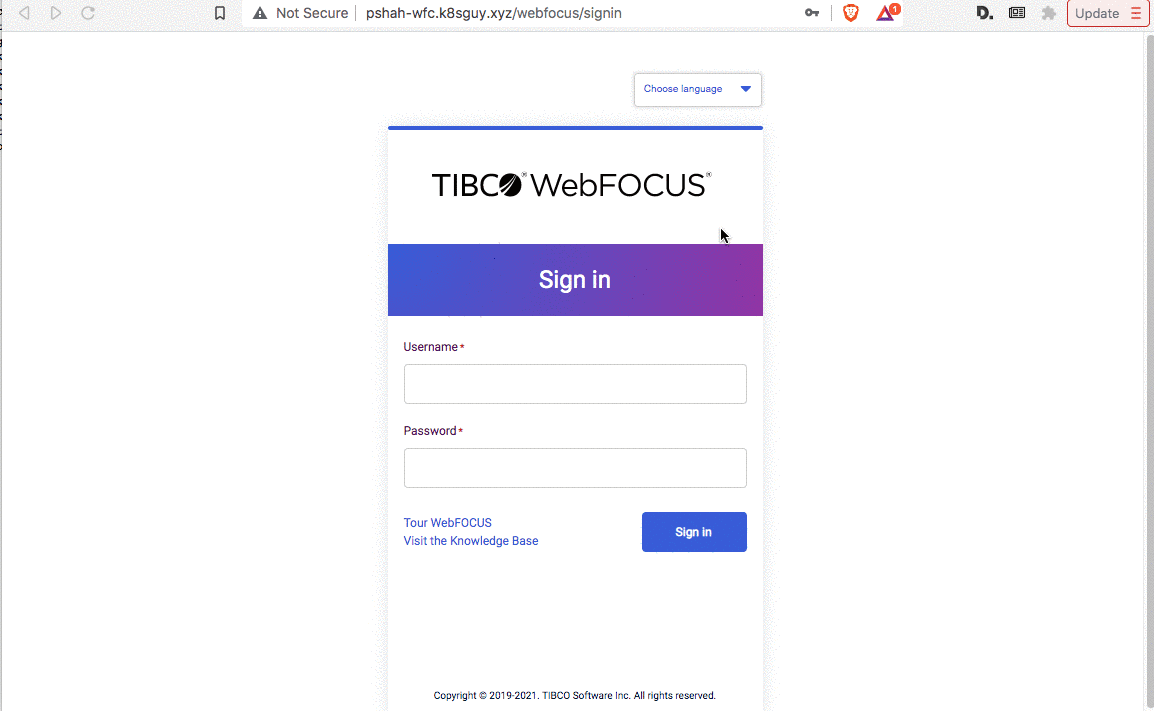 Not Secure pshah-wfc.k8sguy.xyz/webfocus/signin
1
D.
Update
Choose language
TIBCO® WebFOCUS®
Sign in
Username*
Password*
Tour WebFOCUS
Visit the Knowledge Base
Sign in
Copyright © 2019-2021. TIBCO Software Inc. All rights reserved.